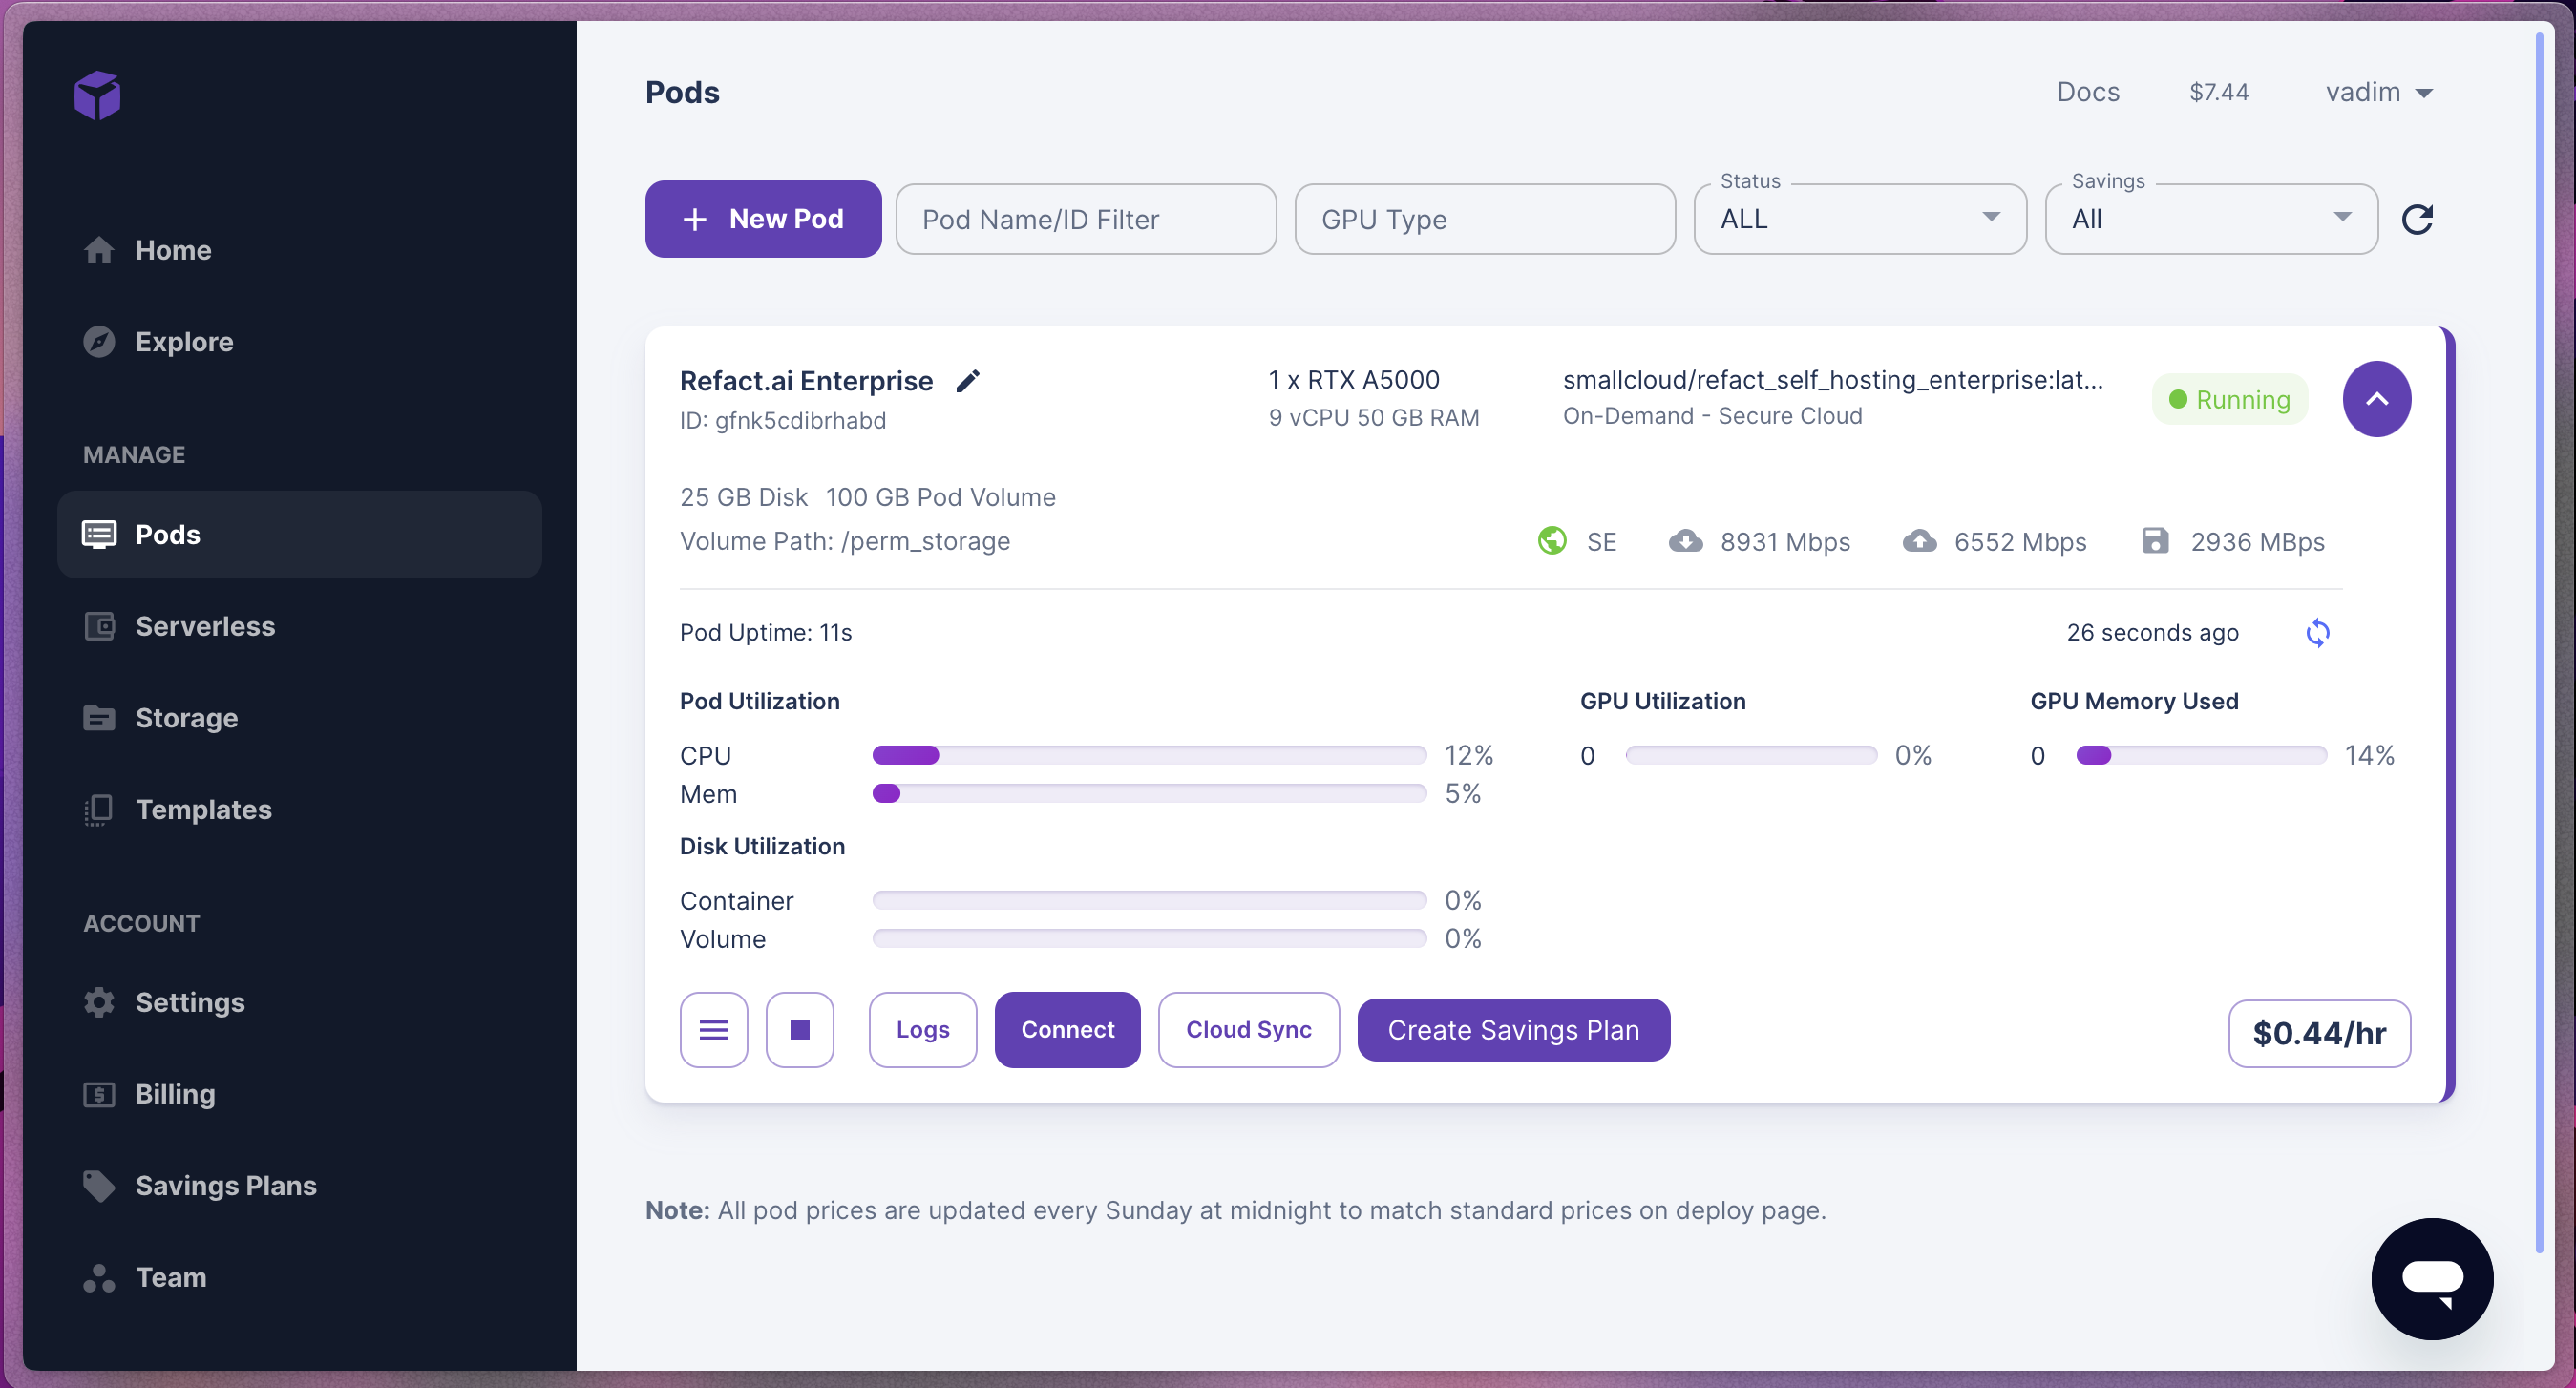 Home
Explore
MANAGE
Pods
Serverless
Storage
Templates
ACCOUNT
Settings
Billing
Savings Plans
Team
Pods
Docs
$7.44
vadim
+ New Pod
Pod Name/ID Filter
GPU Type
Status
ALL
Savings
All
Refact.ai Enterprise
ID: gfnk5cdibrhabd
1 x RTX A5000
9 vCPU 50 GB RAM
smallcloud/refact_self_hosting_enterprise:lat...
On-Demand - Secure Cloud
Running
25 GB Disk 100 GB Pod Volume
Volume Path: /perm_storage
SE
8931 Mbps
6552 Mbps
2936 MBps
Pod Uptime: 11s
26 seconds ago
Pod Utilization
CPU 12%
Mem 5%
GPU Utilization
0 0%
GPU Memory Used
0 14%
Disk Utilization
Container 0%
Volume 0%
Logs
Connect
Cloud Sync
Create Savings Plan
$0.44/hr
Note: All pod prices are updated every Sunday at midnight to match standard prices on deploy page.